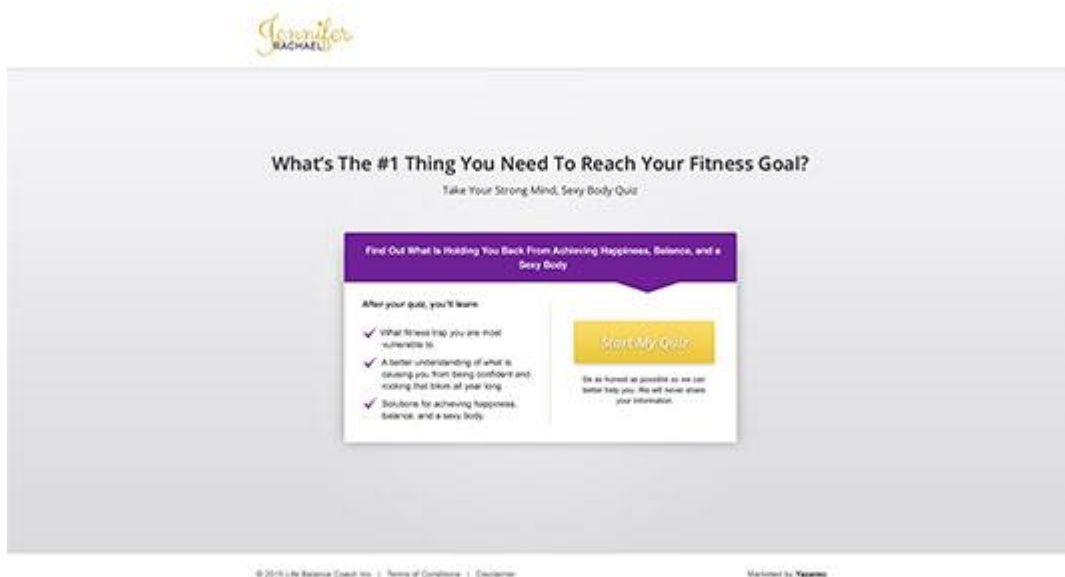 Jennifer
RACHAEL
What's The #1 Thing You Need To Reach Your Fitness Goal?
Take Your Strong Mind, Sexy Body Quiz
Find Out What Is Holding You Back From Achieving Happiness, Balance, and a
Sexy Body
After your quiz, you'll learn:
What fitness trap you are most
vulnerable to.
A better understanding of what is
causing you from being confident and
rocking that bikini all year long
Solutions for achieving happiness,
balance, and a sexy body.
Start My Quiz
Be as honest as possible so we can
better help you. We will never share
your information.
© 2015 Life Balance Coach Inc. | Terms of Conditions | Disclaimer
Marketed by